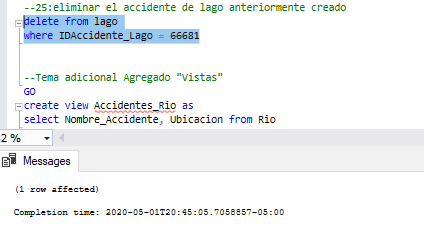 --25:eliminar el accidente de lago anteriormente creado
delete from lago
where IDAccidente_Lago = 66681
--Tema adicional Agregado "Vistas"
GO
create view Accidentes_Rio as
select Nombre_Accidente, Ubicacion from Rio
2 %
Messages
(1 row affected)
Completion time: 2020-05-01T20:45:05.7058857-05:00